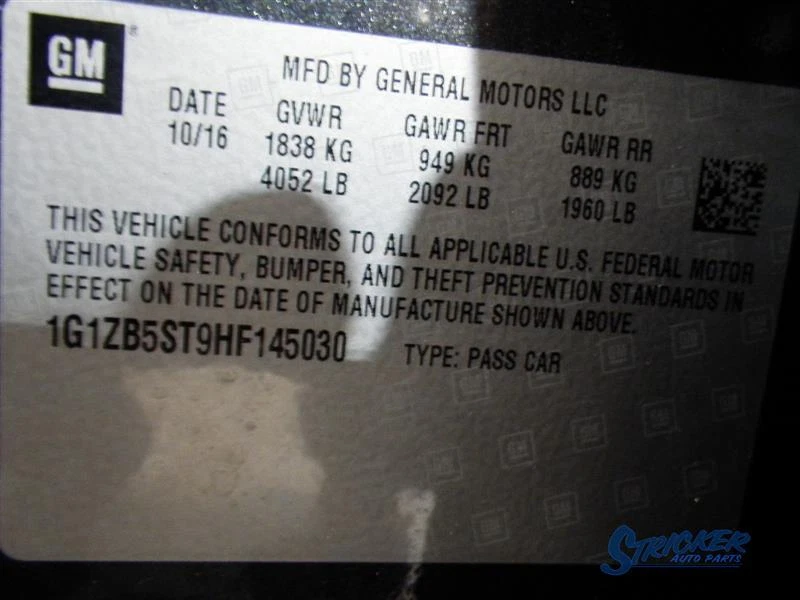 GM
MFD BY GENERAL MOTORS LLC
DATE GVWR GAWR FRT GAWR RR
10/16 1838 KG 949 KG 889 KG
4052 LB 2092 LB 1960 LB
THIS VEHICLE CONFORMS TO ALL APPLICABLE U.S. FEDERAL MOTOR
VEHICLE SAFETY, BUMPER, AND THEFT PREVENTION STANDARDS IN
EFFECT ON THE DATE OF MANUFACTURE SHOWN ABOVE.
1G1ZB5ST9HF145030 TYPE: PASS CAR
STRICKER
AUTO PARTS